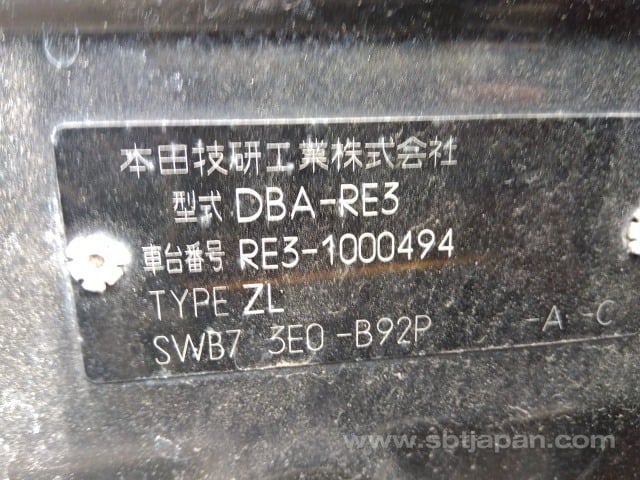 本田技研工業株式会社
型式 DBA-RE3
車台番号 RE3-1000494
TYPE ZL
SWB7 3E0 -B92P -A -C
www.sbtjapan.com